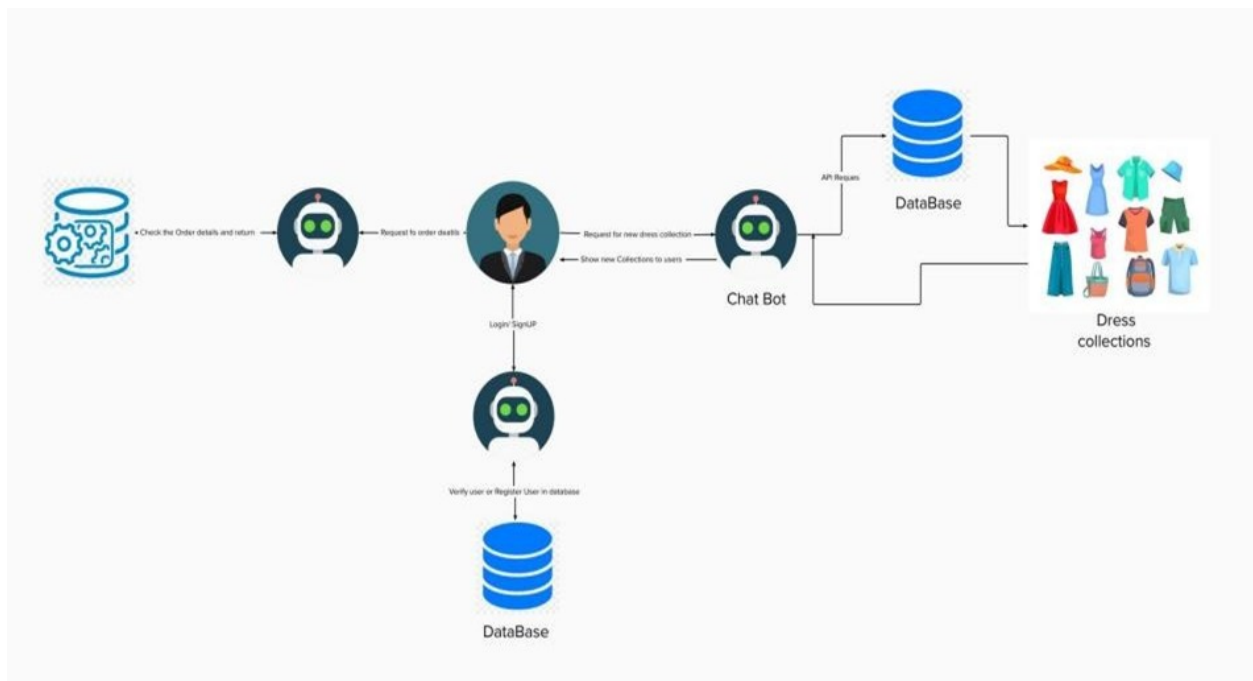 API Reques
DataBase
Check the Order details and return
Request fo order deatils
Request for new dress collection
Show new Collections to users
Chat Bot
Dress
collections
Login/ SignUP
Verify user or Register User in database
DataBase